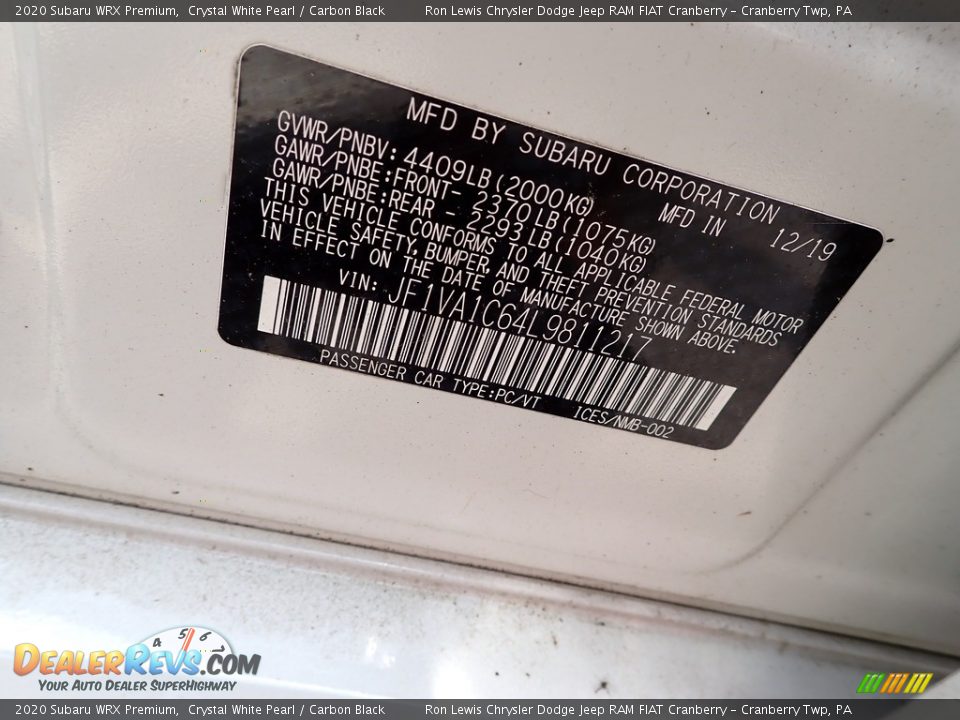 2020 Subaru WRX Premium,  Crystal White Pearl / Carbon Black          Ron Lewis Chrysler Dodge Jeep RAM FIAT Cranberry – Cranberry Twp, PA
MFD BY SUBARU CORPORATION
GVWR/PNBV: 4409LB(2000KG)          MFD IN     12/19
GAWR/PNBE:FRONT- 2370LB(1075KG)
GAWR/PNBE:REAR - 2293LB(1040KG)
THIS VEHICLE CONFORMS TO ALL APPLICABLE FEDERAL MOTOR
VEHICLE SAFETY,BUMPER AND THEFT PREVENTION STANDARDS
IN EFFECT ON THE DATE OF MANUFACTURE SHOWN ABOVE.
VIN: JF1VA1C64L9811217
PASSENGER CAR TYPE:PC/VT     ICES/NMB-002
4 5 6
DealerRevs.com
Your Auto Dealer SuperHighway
2020 Subaru WRX Premium,  Crystal White Pearl / Carbon Black          Ron Lewis Chrysler Dodge Jeep RAM FIAT Cranberry – Cranberry Twp, PA